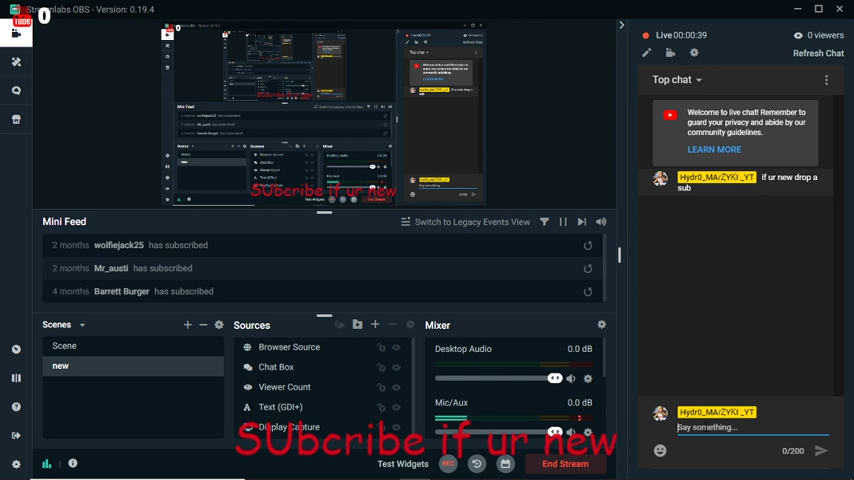 Streamlabs OBS - Version: 0.19.4
You
Tube
0
Live 00:00:39
0 viewers
Refresh Chat
Top chat
Welcome to live chat! Remember to
guard your privacy and abide by our
community guidelines.
LEARN MORE
Hydr0_MArZYKI _YT if ur new drop a
sub
Mini Feed
Switch to Legacy Events View
2 months wolfiejack25 has subscribed
2 months Mr_austi has subscribed
4 months Barrett Burger has subscribed
Scenes
Scene
new
Sources
Browser Source
Chat Box
Viewer Count
Text (GDI+)
Display Capture
Mixer
Desktop Audio 0.0 dB
Mic/Aux 0.0 dB
SUbcribe if ur new
Hydr0_MArZYKI _YT
Say something...
0/200
Test Widgets
REC
End Stream